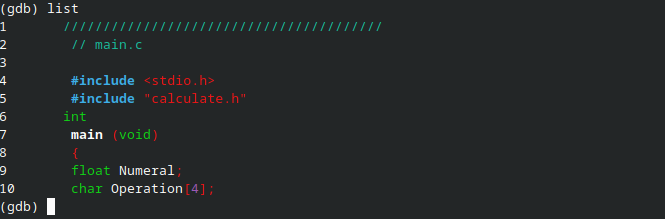 (gdb) list
1 ////////////////////////////////////////
2 // main.c
3
4 #include <stdio.h>
5 #include "calculate.h"
6 int
7 main (void)
8 {
9 float Numeral;
10 char Operation[4];
(gdb)